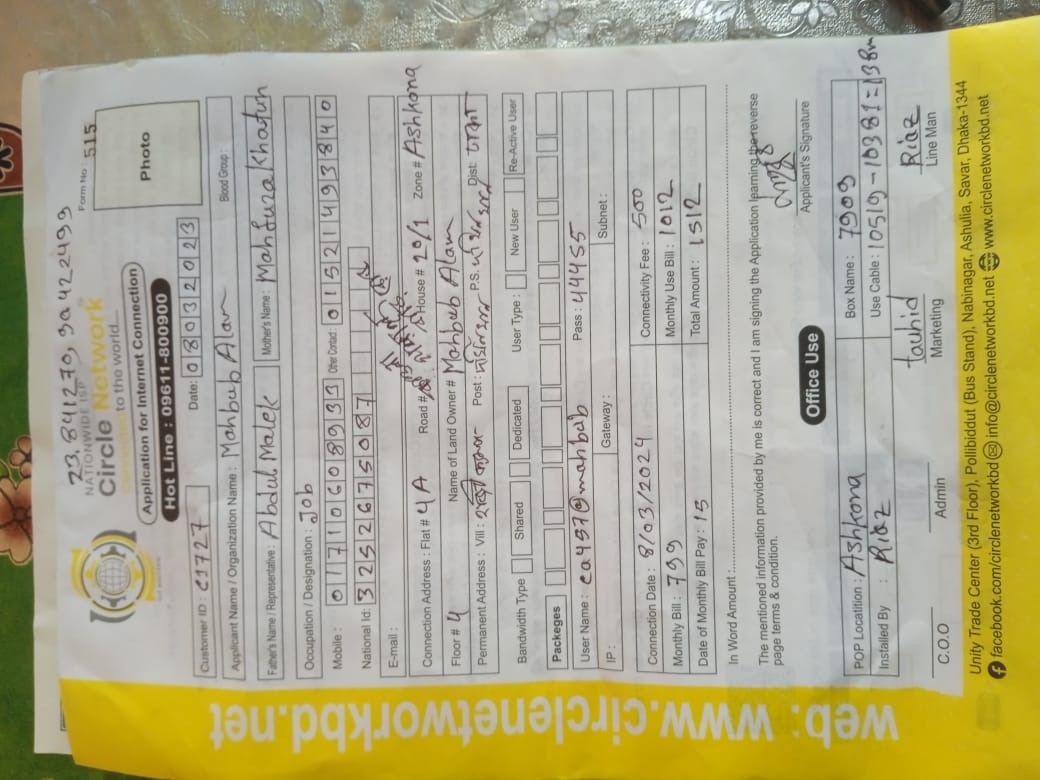 23.841270, 90.422499
NATIONWIDE ISP
Circle Network
to the world....
Form No : 515
Application for Internet Connection
Hot Line : 09611-800900
Photo
Customer ID : C1727
Date: 08032023
Applicant Name / Organization Name : Mahbub Alam Blood Group :
Father's Name / Representative : Abdul Malek Mother's Name : Mahfuza khatun
Occupation / Designation : Job
Mobile : 01710608933 Other Contact : 01521493840
National Id: 3252675087
E-mail :
Connection Address : Flat # 4A Road # House # 20/1 Zone # Ashkona
Floor # 4 Name of Land Owner # Mahbub Alam
Permanent Address : Vill : Post : P.S. Dist: ঢাকা
Bandwidth Type Shared Dedicated User Type : New User Re-Active User
Packeges
User Name : ca457@mahbub Pass : 44455
IP : Gateway : Subnet :
Connection Date : 8/03/2024 Connectivity Fee : 500
Monthly Bill : 799 Monthly Use Bill : 1012
Date of Monthly Bill Pay : 15 Total Amount : 1512
In Word Amount :
The mentioned information provided by me is correct and I am signing the Application learning the reverse
page terms & condition.
Applicant's Signature
Office Use
POP Locatition : Ashkona Box Name : 7909
Installed By : Riaz Use Cable : 10519-10381=138m
tauhid Riaz
C.O.O Admin Marketing Line Man
Unity Trade Center (3rd Floor), Pollibiddut (Bus Stand), Nabinagar, Ashulia, Savar, Dhaka-1344
facebook.com/circlenetworkbd info@circlenetworkbd.net www.circlenetworkbd.net
web: www.circlenetworkbd.net